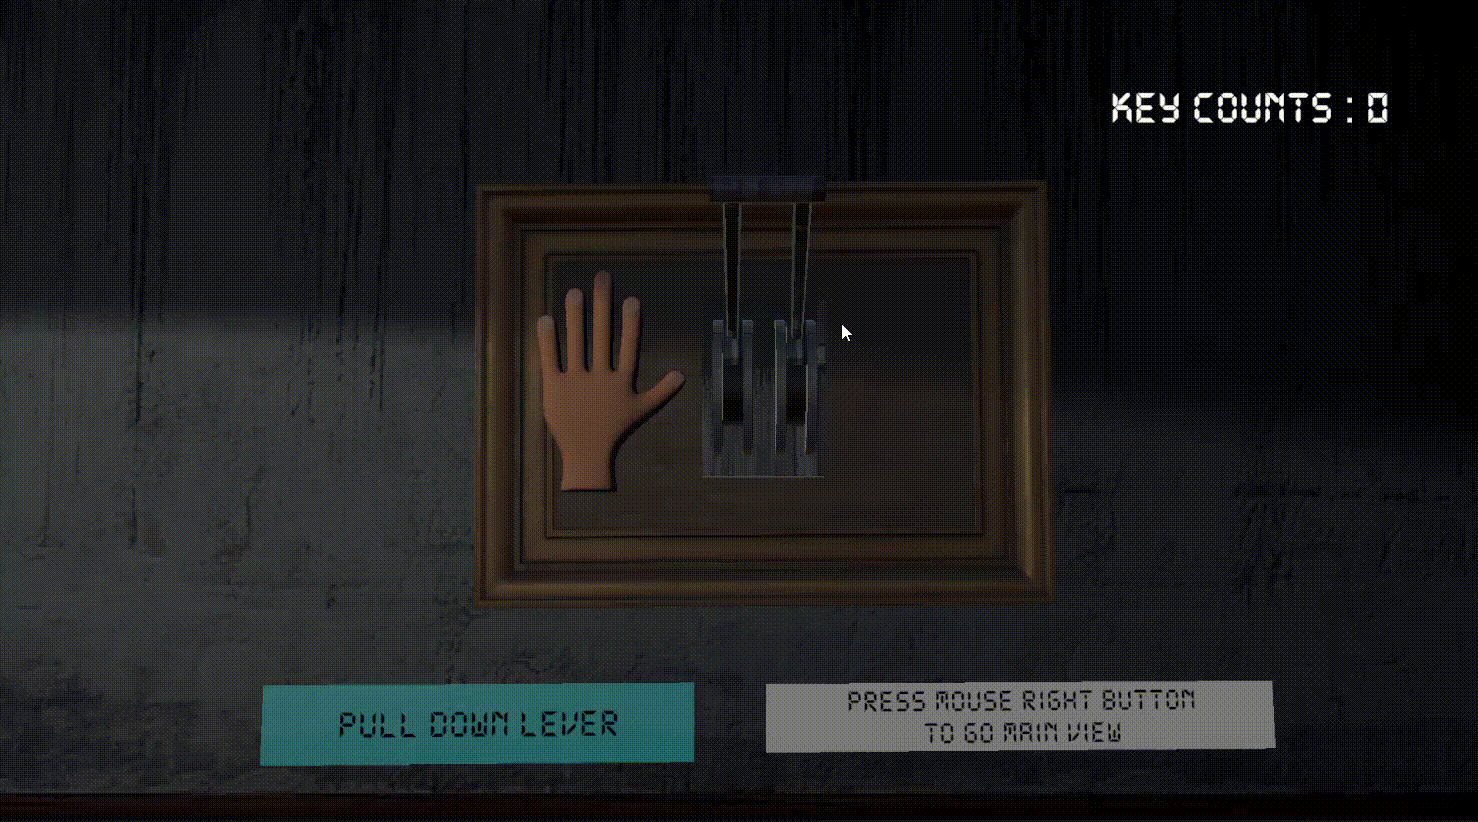 KEY COUNTS : 0
PULL DOWN LEVER
PRESS MOUSE RIGHT BUTTON
TO GO MAIN VIEW